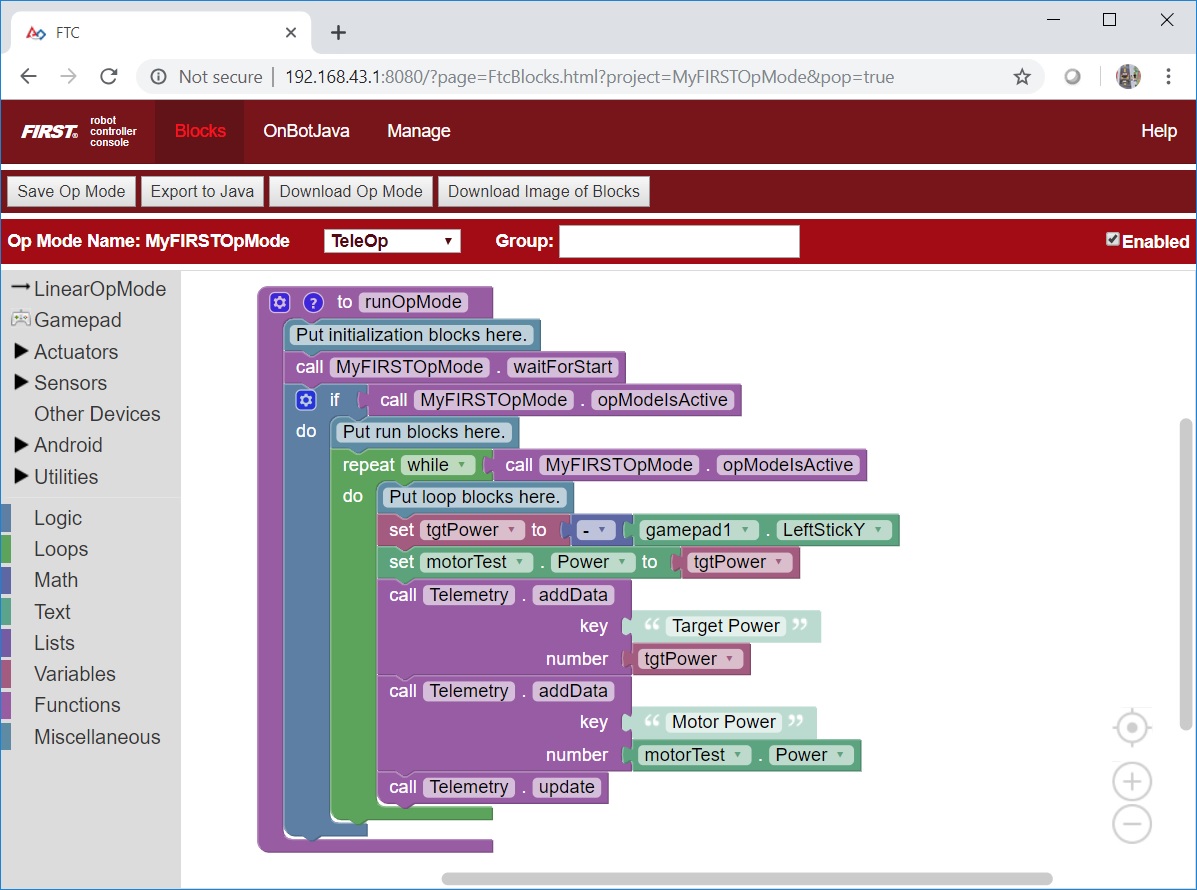 FTC
Not secure | 192.168.43.1:8080/?page=FtcBlocks.html?project=MyFIRSTOpMode&pop=true
FIRST® robot controller console Blocks OnBotJava Manage Help
Save Op Mode Export to Java Download Op Mode Download Image of Blocks
Op Mode Name: MyFIRSTOpMode TeleOp Group: Enabled
LinearOpMode
Gamepad
Actuators
Sensors
Other Devices
Android
Utilities
Logic
Loops
Math
Text
Lists
Variables
Functions
Miscellaneous
? to runOpMode
Put initialization blocks here.
call MyFIRSTOpMode . waitForStart
if call MyFIRSTOpMode . opModeIsActive
do Put run blocks here.
repeat while call MyFIRSTOpMode . opModeIsActive
do Put loop blocks here.
set tgtPower to - gamepad1 . LeftStickY
set motorTest . Power to tgtPower
call Telemetry . addData
key “ Target Power ”
number tgtPower
call Telemetry . addData
key “ Motor Power ”
number motorTest . Power
call Telemetry . update